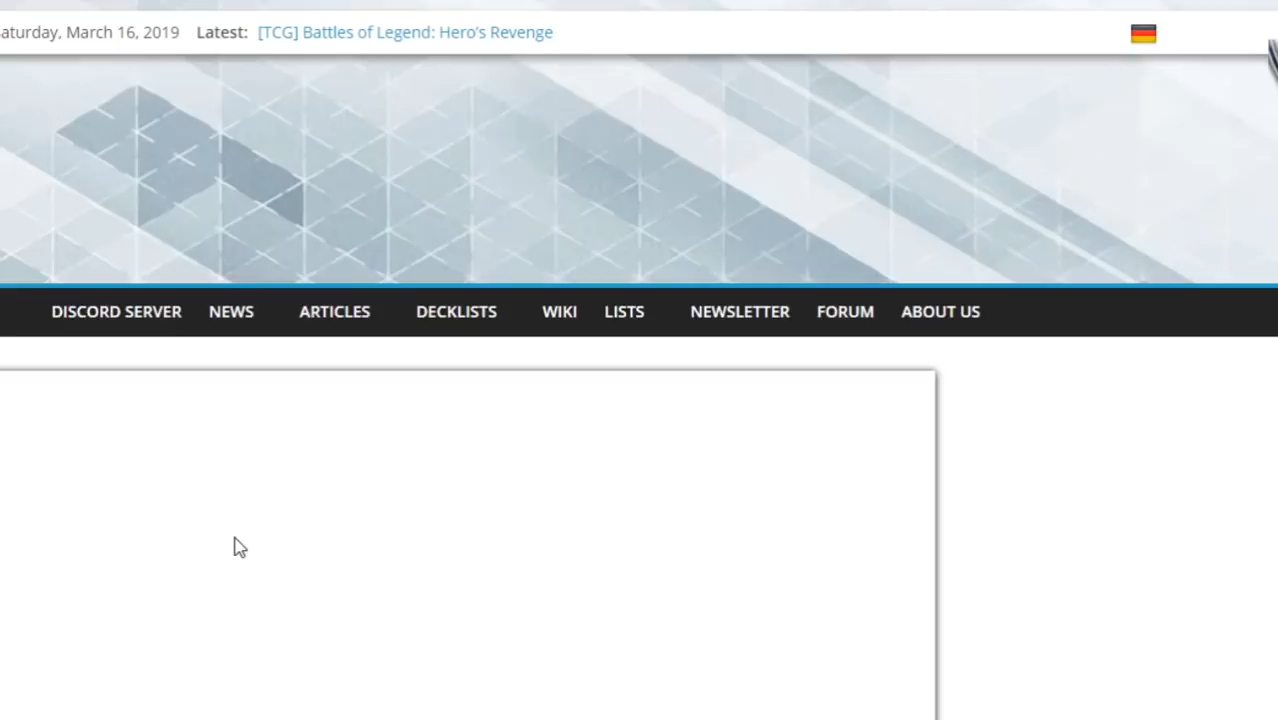 aturday, March 16, 2019 Latest: [TCG] Battles of Legend: Hero's Revenge
DISCORD SERVER NEWS ARTICLES DECKLISTS WIKI LISTS NEWSLETTER FORUM ABOUT US